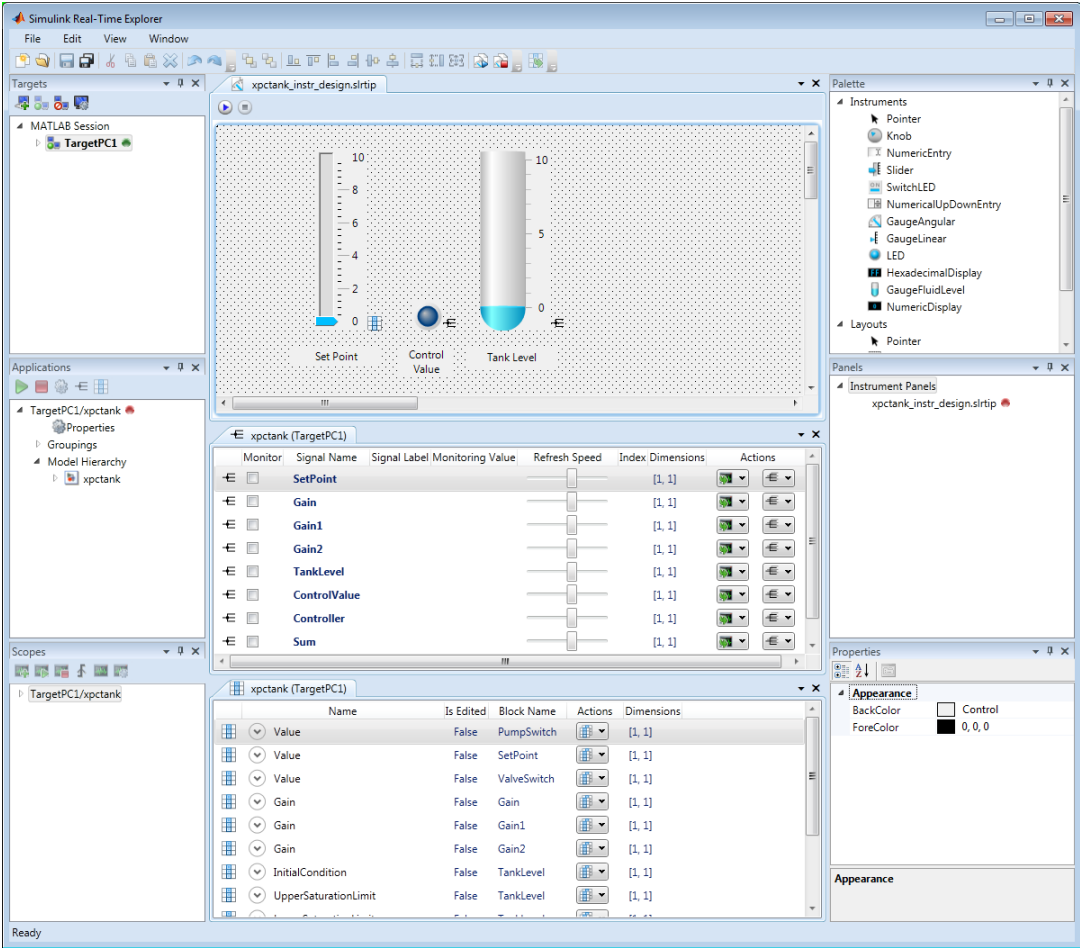 Simulink Real-Time Explorer
File Edit View Window
Targets
MATLAB Session
TargetPC1
xpctank_instr_design.slrtip
10
8
6
4
2
0
Set Point
Control
Value
10
5
0
Tank Level
Palette
Instruments
Pointer
Knob
NumericEntry
Slider
SwitchLED
NumericalUpDownEntry
GaugeAngular
GaugeLinear
LED
HexadecimalDisplay
GaugeFluidLevel
NumericDisplay
Layouts
Pointer
Applications
TargetPC1/xpctank
Properties
Groupings
Model Hierarchy
xpctank
xpctank (TargetPC1)
Monitor Signal Name Signal Label Monitoring Value Refresh Speed Index Dimensions Actions
SetPoint [1, 1]
Gain [1, 1]
Gain1 [1, 1]
Gain2 [1, 1]
TankLevel [1, 1]
ControlValue [1, 1]
Controller [1, 1]
Sum [1, 1]
Panels
Instrument Panels
xpctank_instr_design.slrtip
Scopes
TargetPC1/xpctank
xpctank (TargetPC1)
Name Is Edited Block Name Actions Dimensions
Value False PumpSwitch [1, 1]
Value False SetPoint [1, 1]
Value False ValveSwitch [1, 1]
Gain False Gain [1, 1]
Gain False Gain1 [1, 1]
Gain False Gain2 [1, 1]
InitialCondition False TankLevel [1, 1]
UpperSaturationLimit False TankLevel [1, 1]
Properties
Appearance
BackColor Control
ForeColor 0, 0, 0
Appearance
Ready